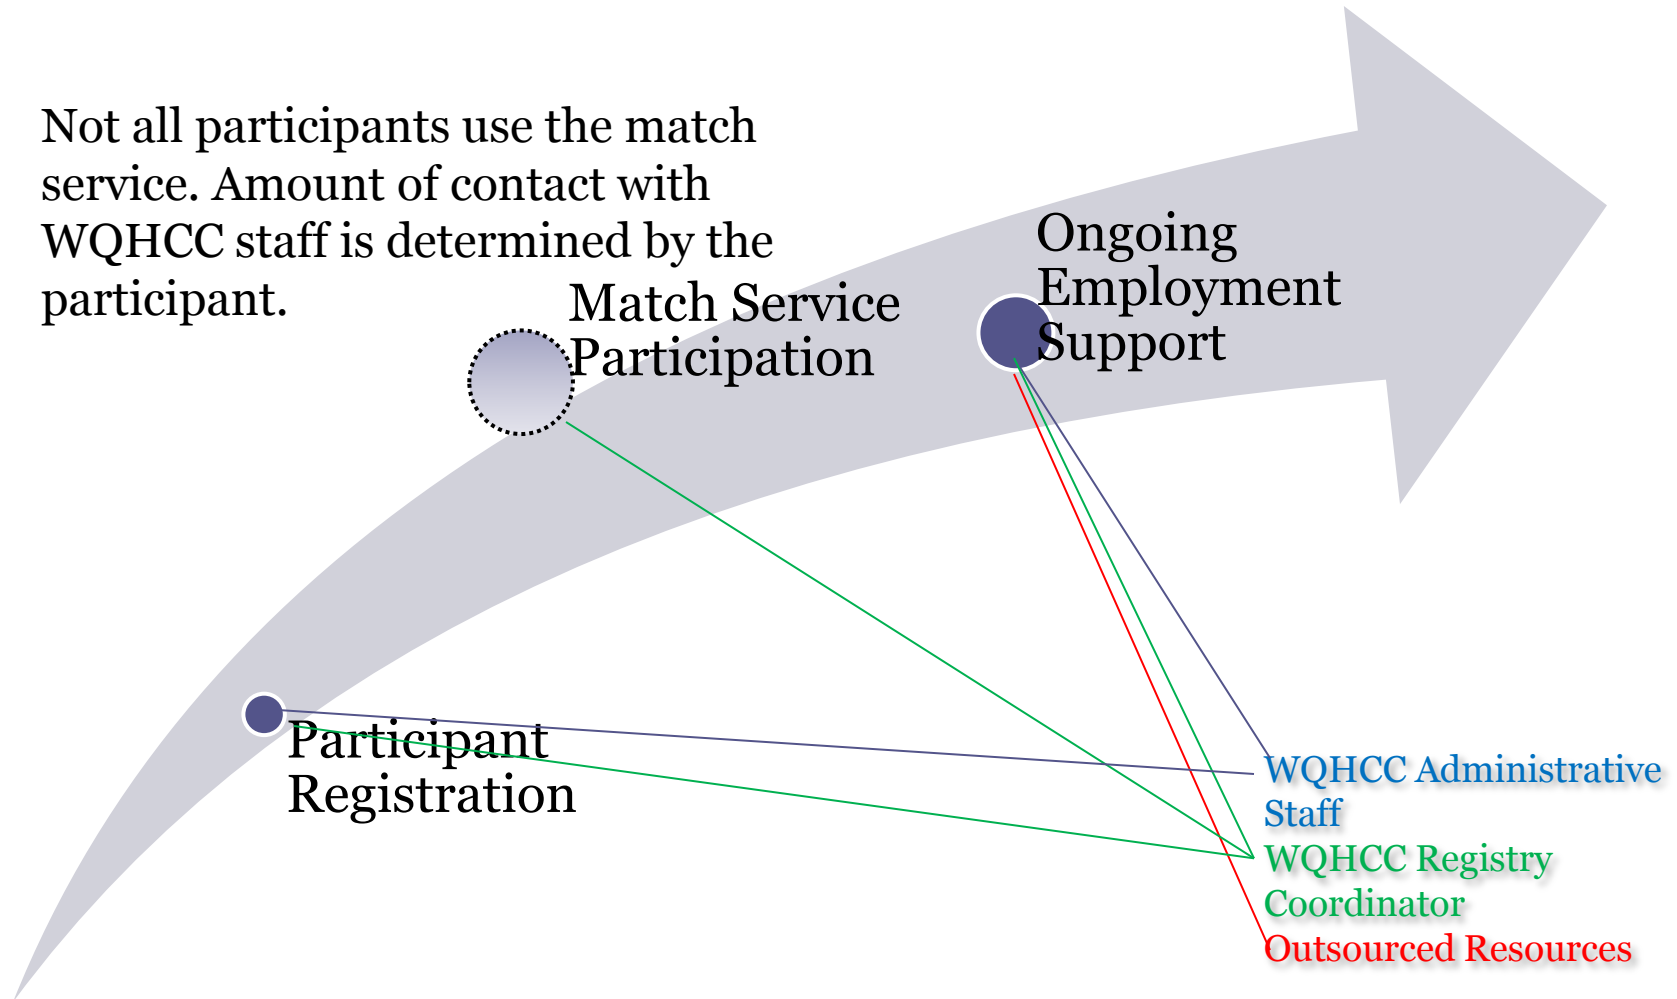 Not all participants use the match
service. Amount of contact with
WQHCC staff is determined by the
participant.
Match Service
Participation
Ongoing
Employment
Support
Participant
Registration
WQHCC Administrative
Staff
WQHCC Registry
Coordinator
Outsourced Resources